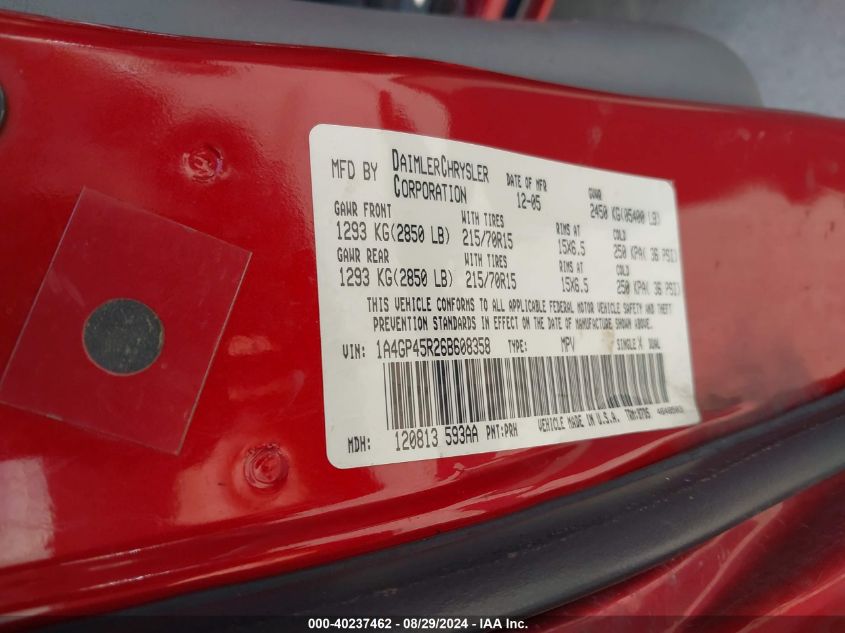 MFD BY DAIMLERCHRYSLER CORPORATION DATE OF MFR 12-05 GVWR 2450 KG(05400 LB)
GAWR FRONT WITH TIRES RIMS AT COLD
1293 KG(2850 LB) 215/70R15 15X6.5 250 KPA( 36 PSI)
GAWR REAR WITH TIRES RIMS AT COLD
1293 KG(2850 LB) 215/70R15 15X6.5 250 KPA( 36 PSI)
THIS VEHICLE CONFORMS TO ALL APPLICABLE FEDERAL MOTOR VEHICLE SAFETY AND THEFT
PREVENTION STANDARDS IN EFFECT ON THE DATE OF MANUFACTURE SHOWN ABOVE.
VIN: 1A4GP45R26B608358 TYPE: MPV SINGLE X DUAL
MDH: 120813 593AA PNT:PRH VEHICLE MADE IN U.S.A. TRM:B7D5
000-40237462 - 08/29/2024 - IAA Inc.